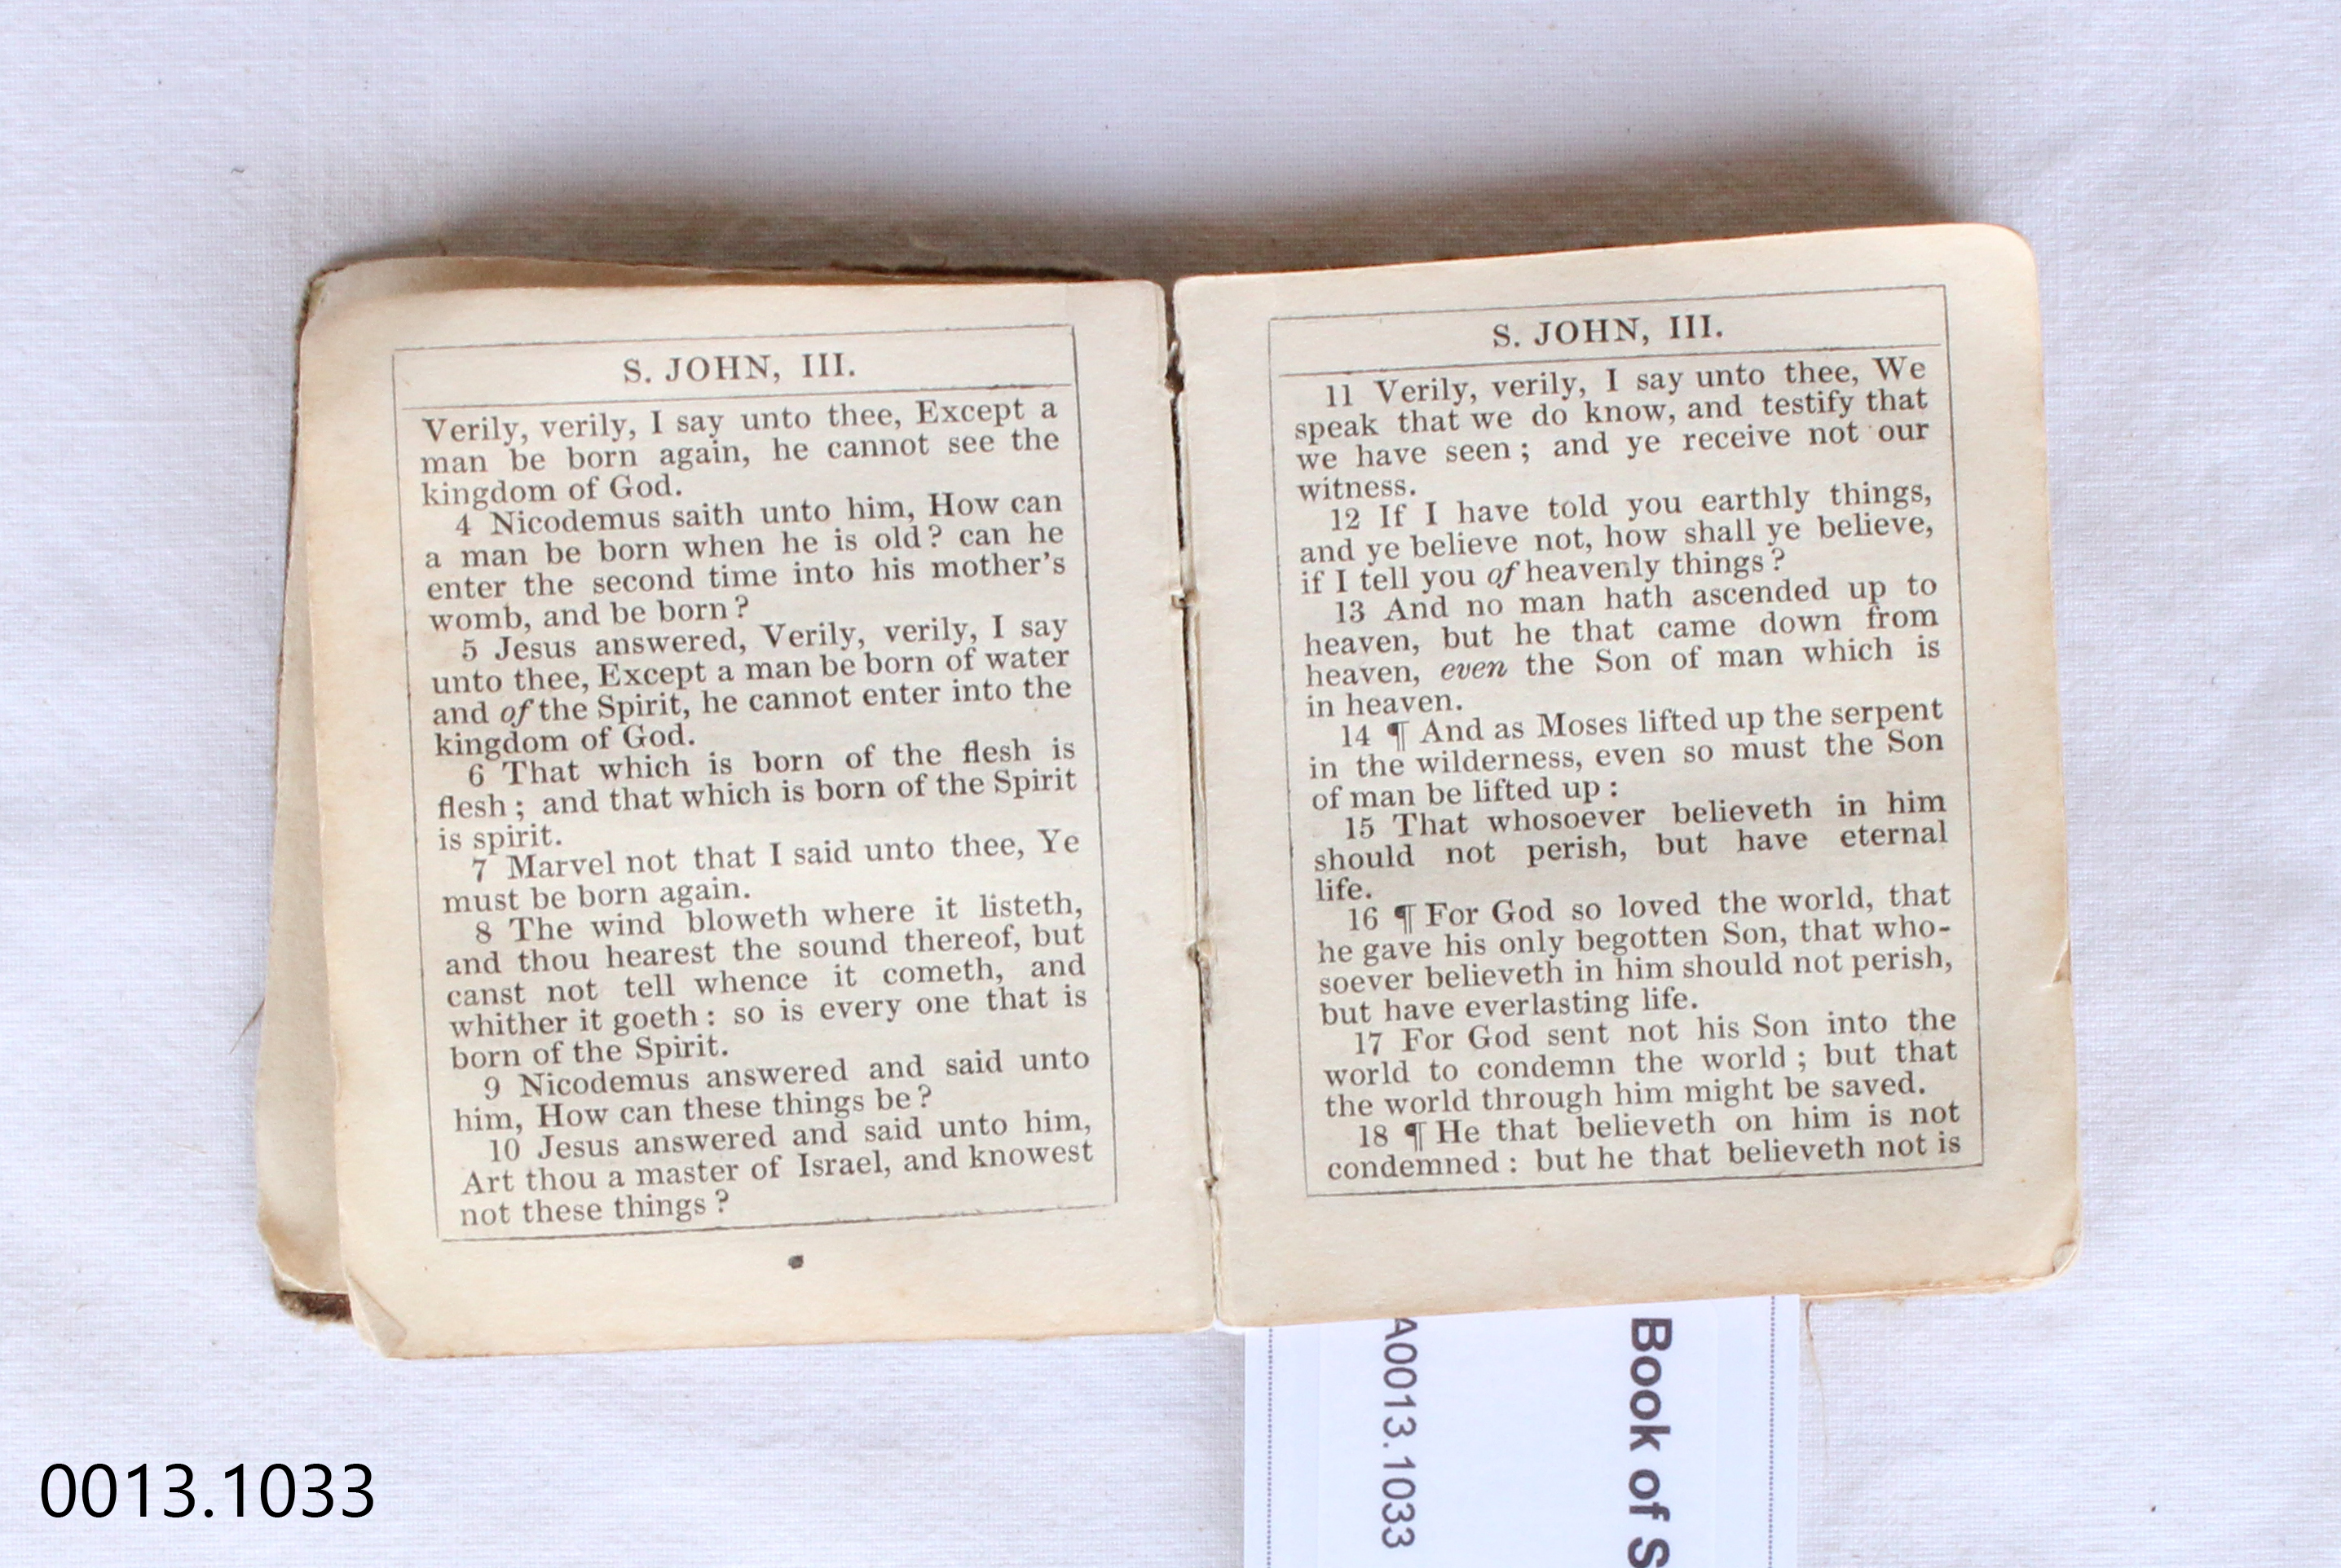 S. JOHN, III.
Verily, verily, I say unto thee, Except a
man be born again, he cannot see the
kingdom of God.
4 Nicodemus saith unto him, How can
a man be born when he is old? can he
enter the second time into his mother's
womb, and be born?
5 Jesus answered, Verily, verily, I say
unto thee, Except a man be born of water
and of the Spirit, he cannot enter into the
kingdom of God.
6 That which is born of the flesh is
flesh; and that which is born of the Spirit
is spirit.
7 Marvel not that I said unto thee, Ye
must be born again.
8 The wind bloweth where it listeth,
and thou hearest the sound thereof, but
canst not tell whence it cometh, and
whither it goeth: so is every one that is
born of the Spirit.
9 Nicodemus answered and said unto
him, How can these things be?
10 Jesus answered and said unto him,
Art thou a master of Israel, and knowest
not these things?
S. JOHN, III.
11 Verily, verily, I say unto thee, We
speak that we do know, and testify that
we have seen; and ye receive not our
witness.
12 If I have told you earthly things,
and ye believe not, how shall ye believe,
if I tell you of heavenly things?
13 And no man hath ascended up to
heaven, but he that came down from
heaven, even the Son of man which is
in heaven.
14 ¶ And as Moses lifted up the serpent
in the wilderness, even so must the Son
of man be lifted up:
15 That whosoever believeth in him
should not perish, but have eternal
life.
16 ¶ For God so loved the world, that
he gave his only begotten Son, that who-
soever believeth in him should not perish,
but have everlasting life.
17 For God sent not his Son into the
world to condemn the world; but that
the world through him might be saved.
18 ¶ He that believeth on him is not
condemned: but he that believeth not is
Book of S
A0013.1033
0013.1033